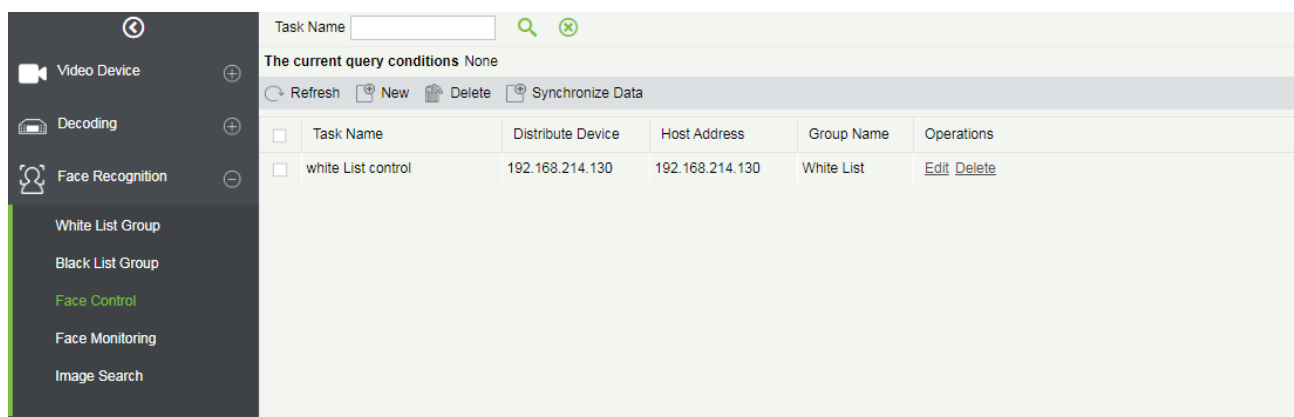 Task Name
The current query conditions None
Refresh New Delete Synchronize Data
Task Name Distribute Device Host Address Group Name Operations
white List control 192.168.214.130 192.168.214.130 White List Edit Delete
Video Device
Decoding
Face Recognition
White List Group
Black List Group
Face Control
Face Monitoring
Image Search